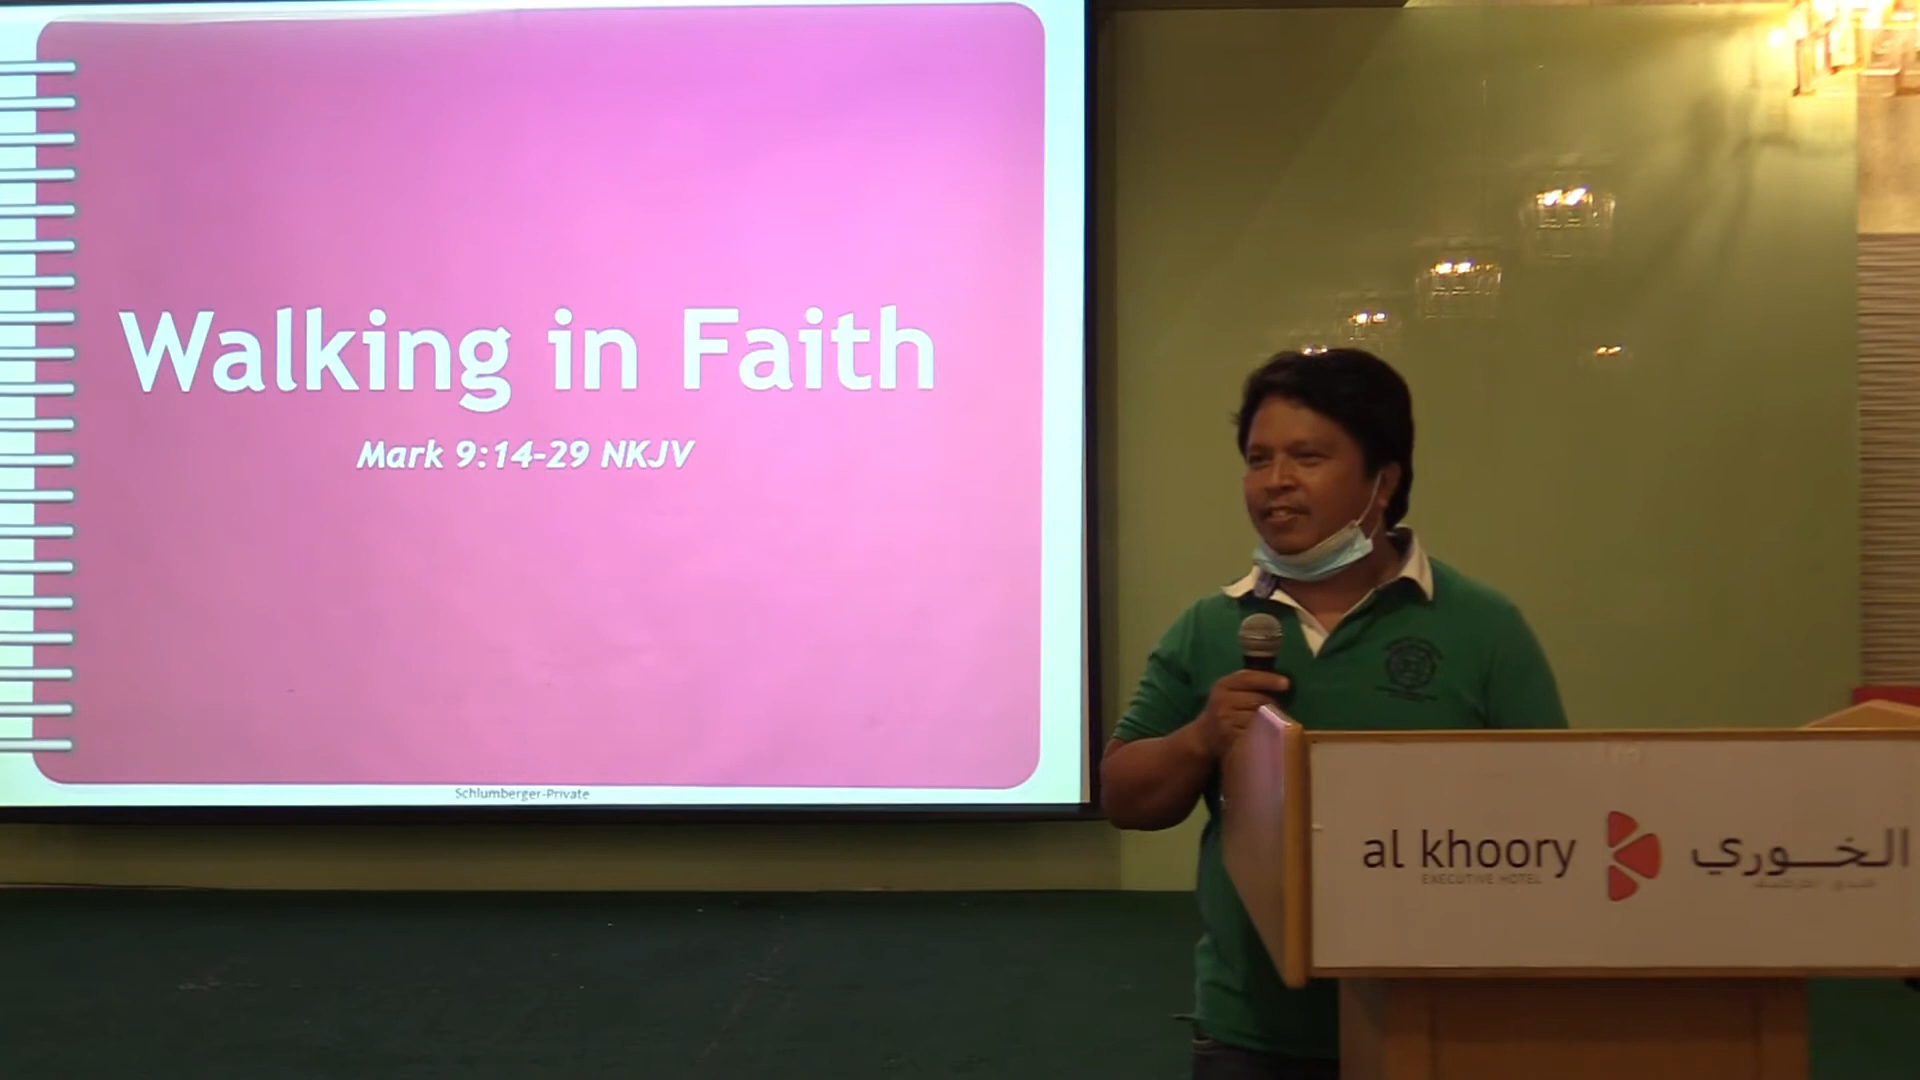 Walking in Faith
Mark 9:14-29 NKJV
Schlumberger-Private
al khoory
EXECUTIVE HOTEL
الخوري